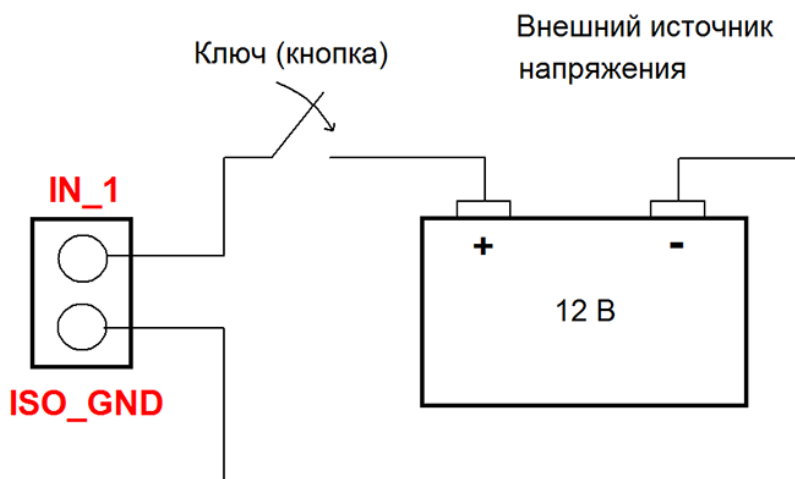 Внешний источник
напряжения
Ключ (кнопка)
IN_1
+ -
12 В
ISO_GND